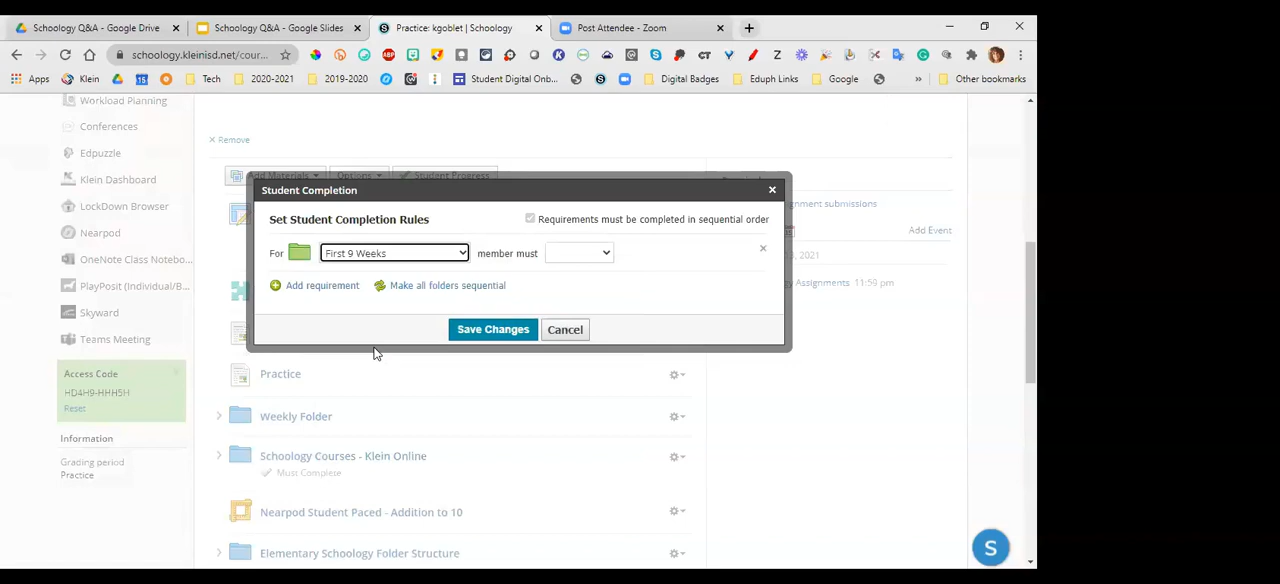 Schoology Q&A - Google Drive
Schoology Q&A - Google Slides
Practice: kgoblet | Schoology
Post Attendee - Zoom
schoology.kleinisd.net/cour...
Apps
Klein
Tech
2020-2021
2019-2020
Student Digital Onb...
Digital Badges
Eduph Links
Google
»
Other bookmarks
Workload Planning
Conferences
Edpuzzle
Klein Dashboard
LockDown Browser
Nearpod
OneNote Class Notebo...
PlayPosit (Individual/B...
Skyward
Teams Meeting
Access Code
HD4H9-HHH5H
Reset
Information
Grading period
Practice
Remove
Add Materials
Options
Student Progress
Student Completion
Set Student Completion Rules
Requirements must be completed in sequential order
For
First 9 Weeks
member must
Add requirement
Make all folders sequential
Save Changes
Cancel
Practice
Weekly Folder
Schoology Courses - Klein Online
Must Complete
Nearpod Student Paced - Addition to 10
Elementary Schoology Folder Structure
signment submissions
Add Event
, 2021
y Assignments 11:59 pm
S